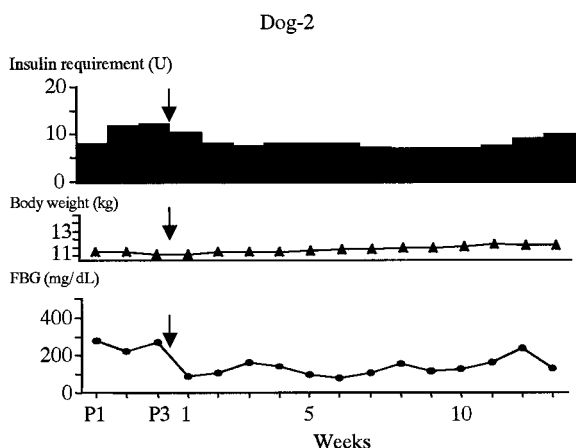 Dog-2
Insulin requirement (U)
20
10
0
Body weight (kg)
13
11
FBG (mg/dL)
400
200
0
P1 P3 1 5 10
Weeks